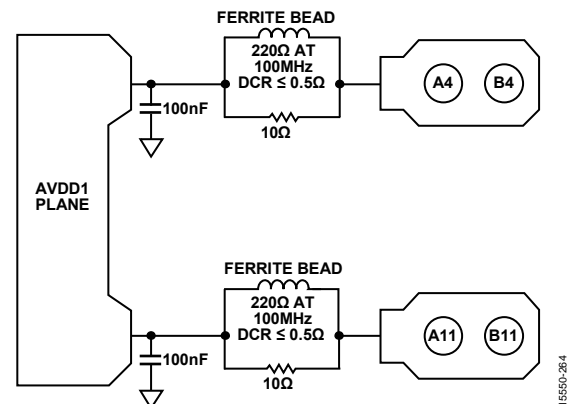 FERRITE BEAD
220Ω AT
100MHz
DCR ≤ 0.5Ω
10Ω
100nF
A4 B4
AVDD1
PLANE
FERRITE BEAD
220Ω AT
100MHz
DCR ≤ 0.5Ω
10Ω
100nF
A11 B11
15550-264